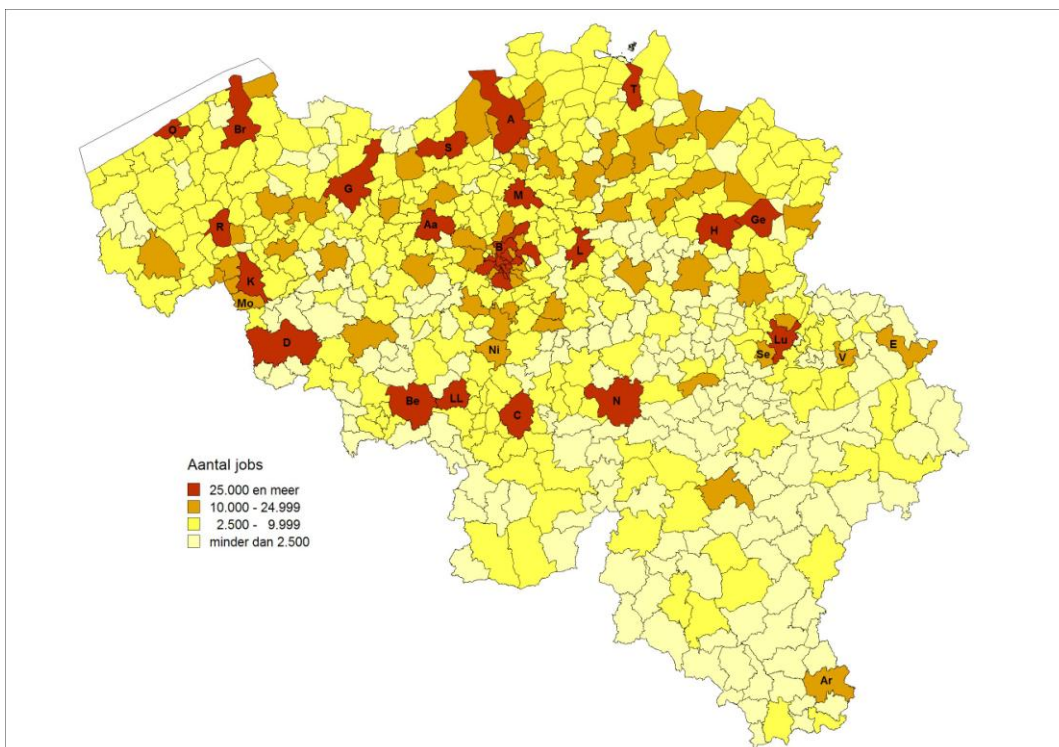 T
A
O
Br
S
G
M
Aa
Ge
R
H
B
L
K
Mo
D
Lu
E
Ni
Se
V
Be
LL
N
C
Aantal jobs
25.000 en meer
10.000 - 24.999
2.500 - 9.999
minder dan 2.500
Ar